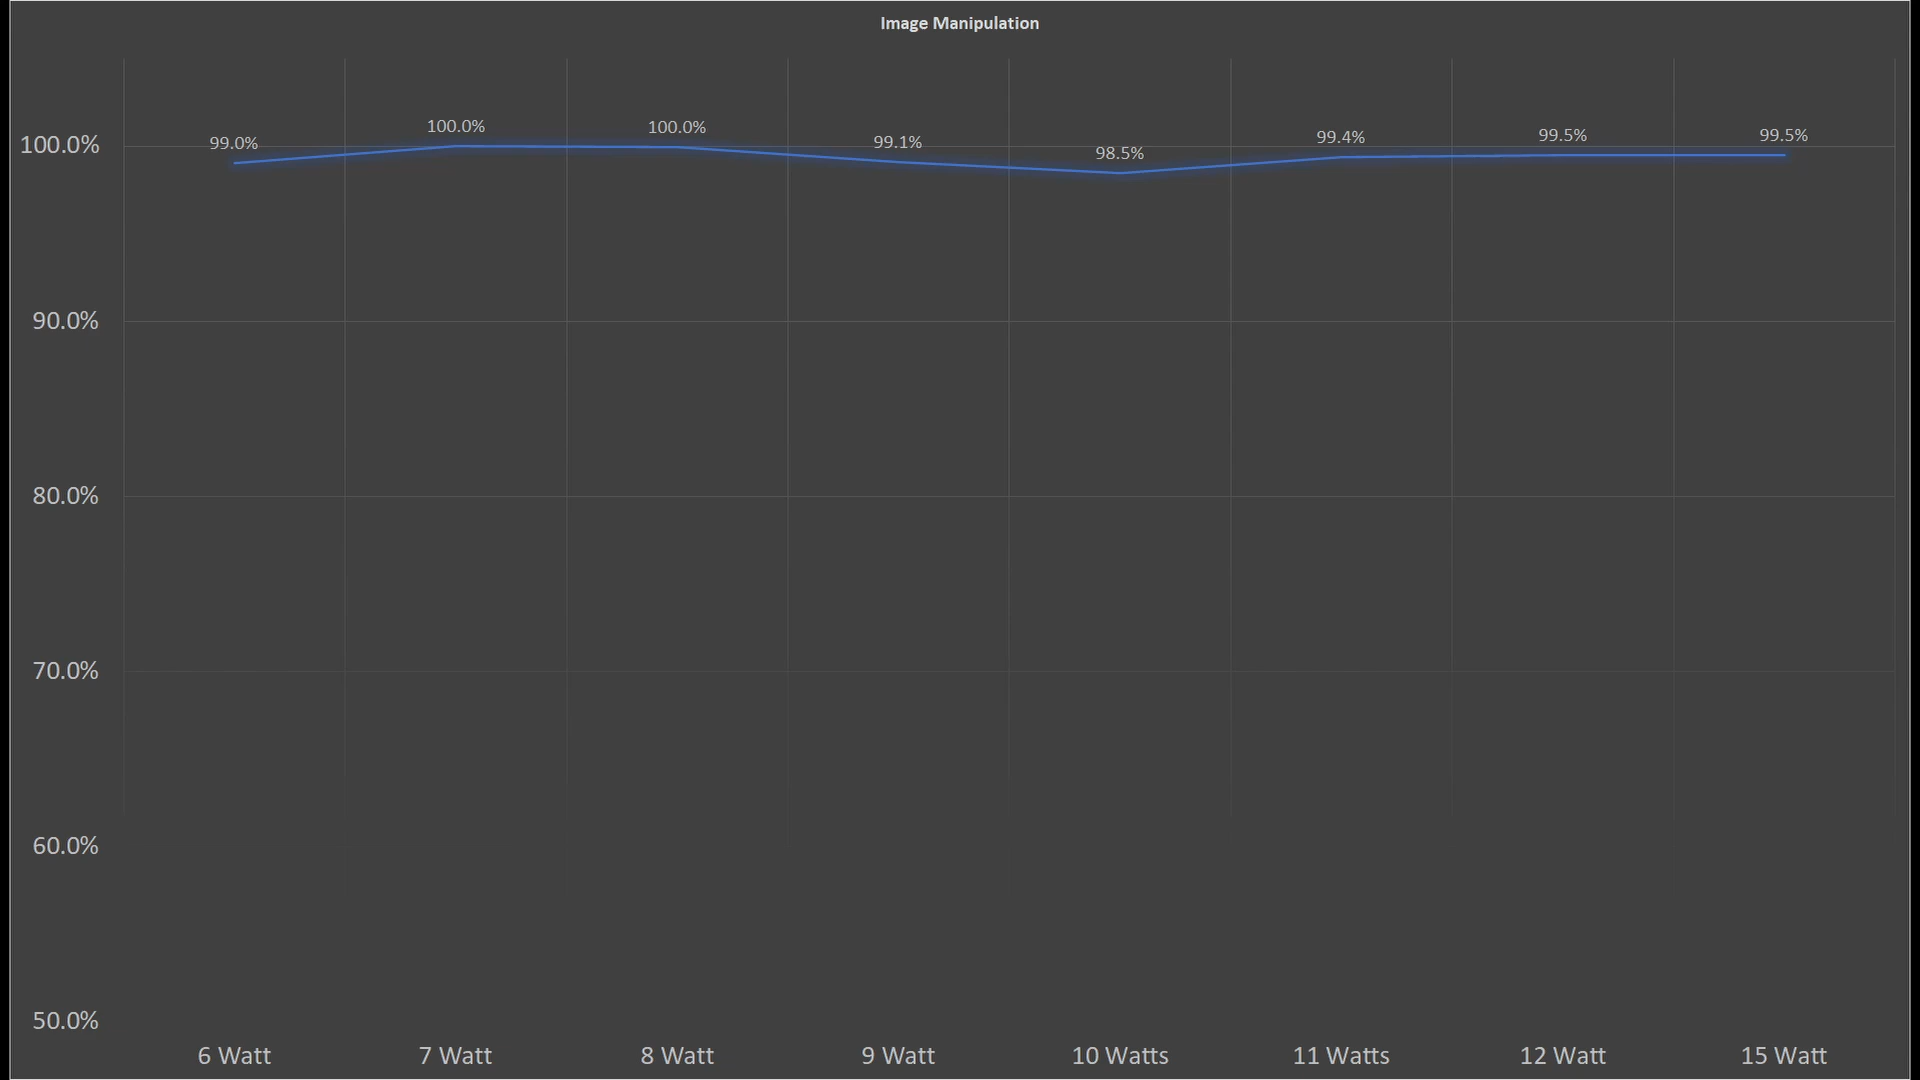 Image Manipulation
100.0%
90.0%
80.0%
70.0%
60.0%
50.0%
99.0%
100.0%
100.0%
99.1%
98.5%
99.4%
99.5%
99.5%
6 Watt
7 Watt
8 Watt
9 Watt
10 Watts
11 Watts
12 Watt
15 Watt